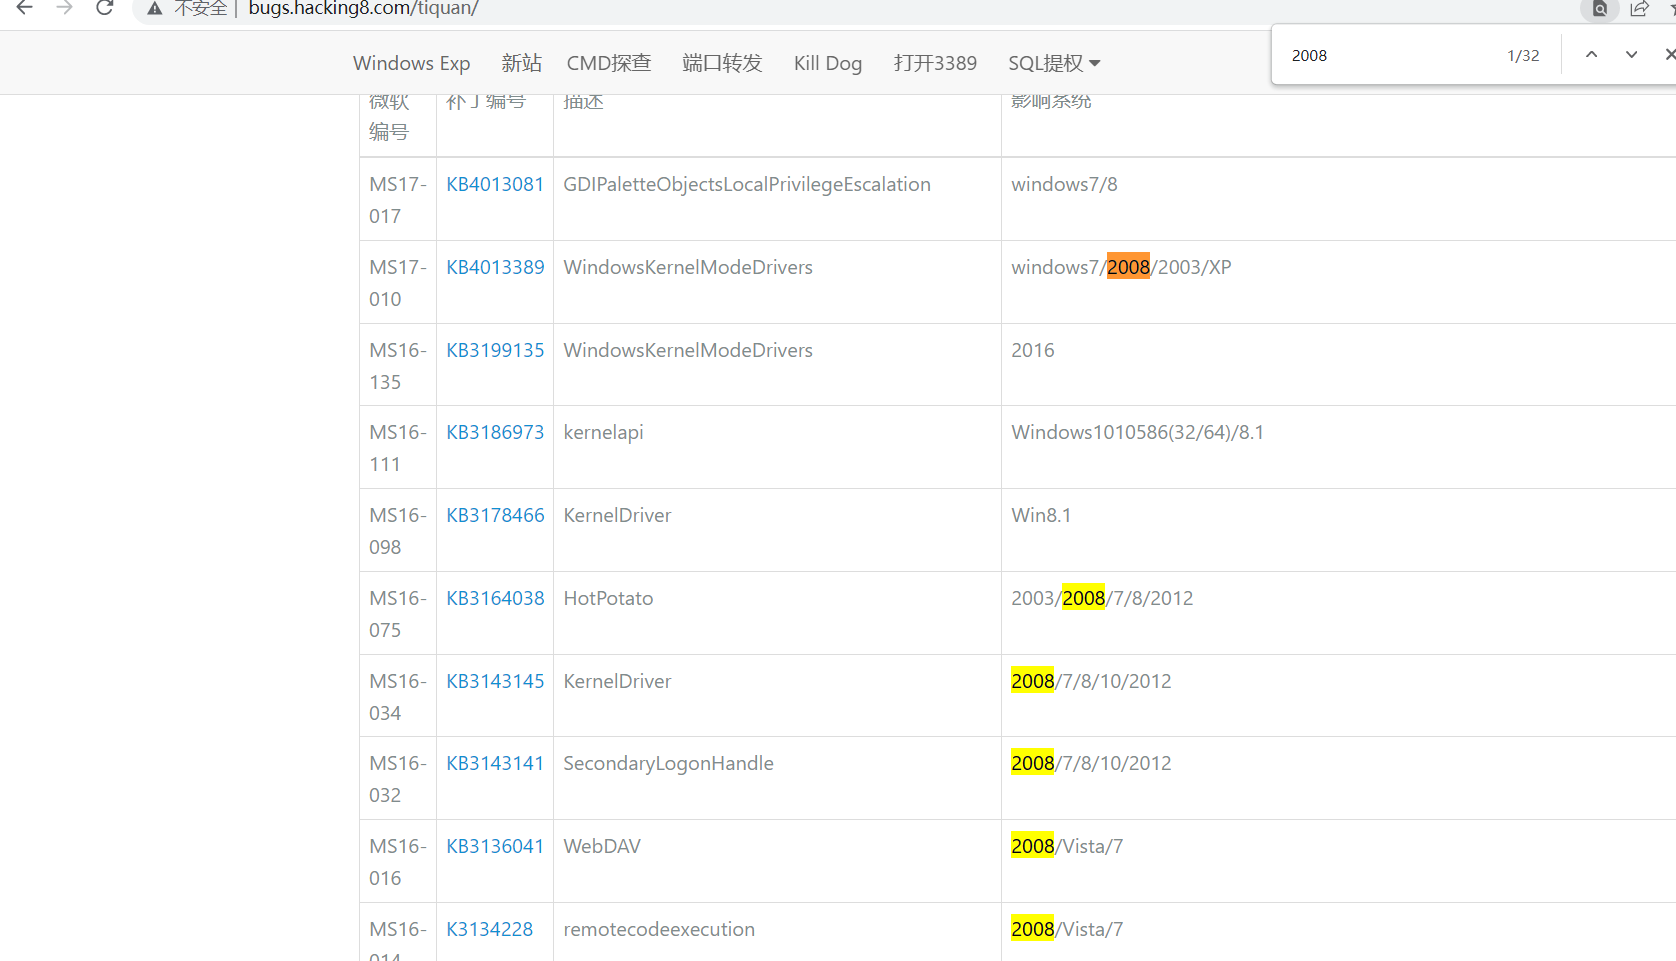 不安全 | bugs.hacking8.com/tiquan/
2008 1/32
Windows Exp 新站 CMD探查 端口转发 Kill Dog 打开3389 SQL提权
微软编号 补丁编号 描述 影响系统
MS17-017 KB4013081 GDIPaletteObjectsLocalPrivilegeEscalation windows7/8
MS17-010 KB4013389 WindowsKernelModeDrivers windows7/2008/2003/XP
MS16-135 KB3199135 WindowsKernelModeDrivers 2016
MS16-111 KB3186973 kernelapi Windows1010586(32/64)/8.1
MS16-098 KB3178466 KernelDriver Win8.1
MS16-075 KB3164038 HotPotato 2003/2008/7/8/2012
MS16-034 KB3143145 KernelDriver 2008/7/8/10/2012
MS16-032 KB3143141 SecondaryLogonHandle 2008/7/8/10/2012
MS16-016 KB3136041 WebDAV 2008/Vista/7
MS16-014 K3134228 remotecodeexecution 2008/Vista/7